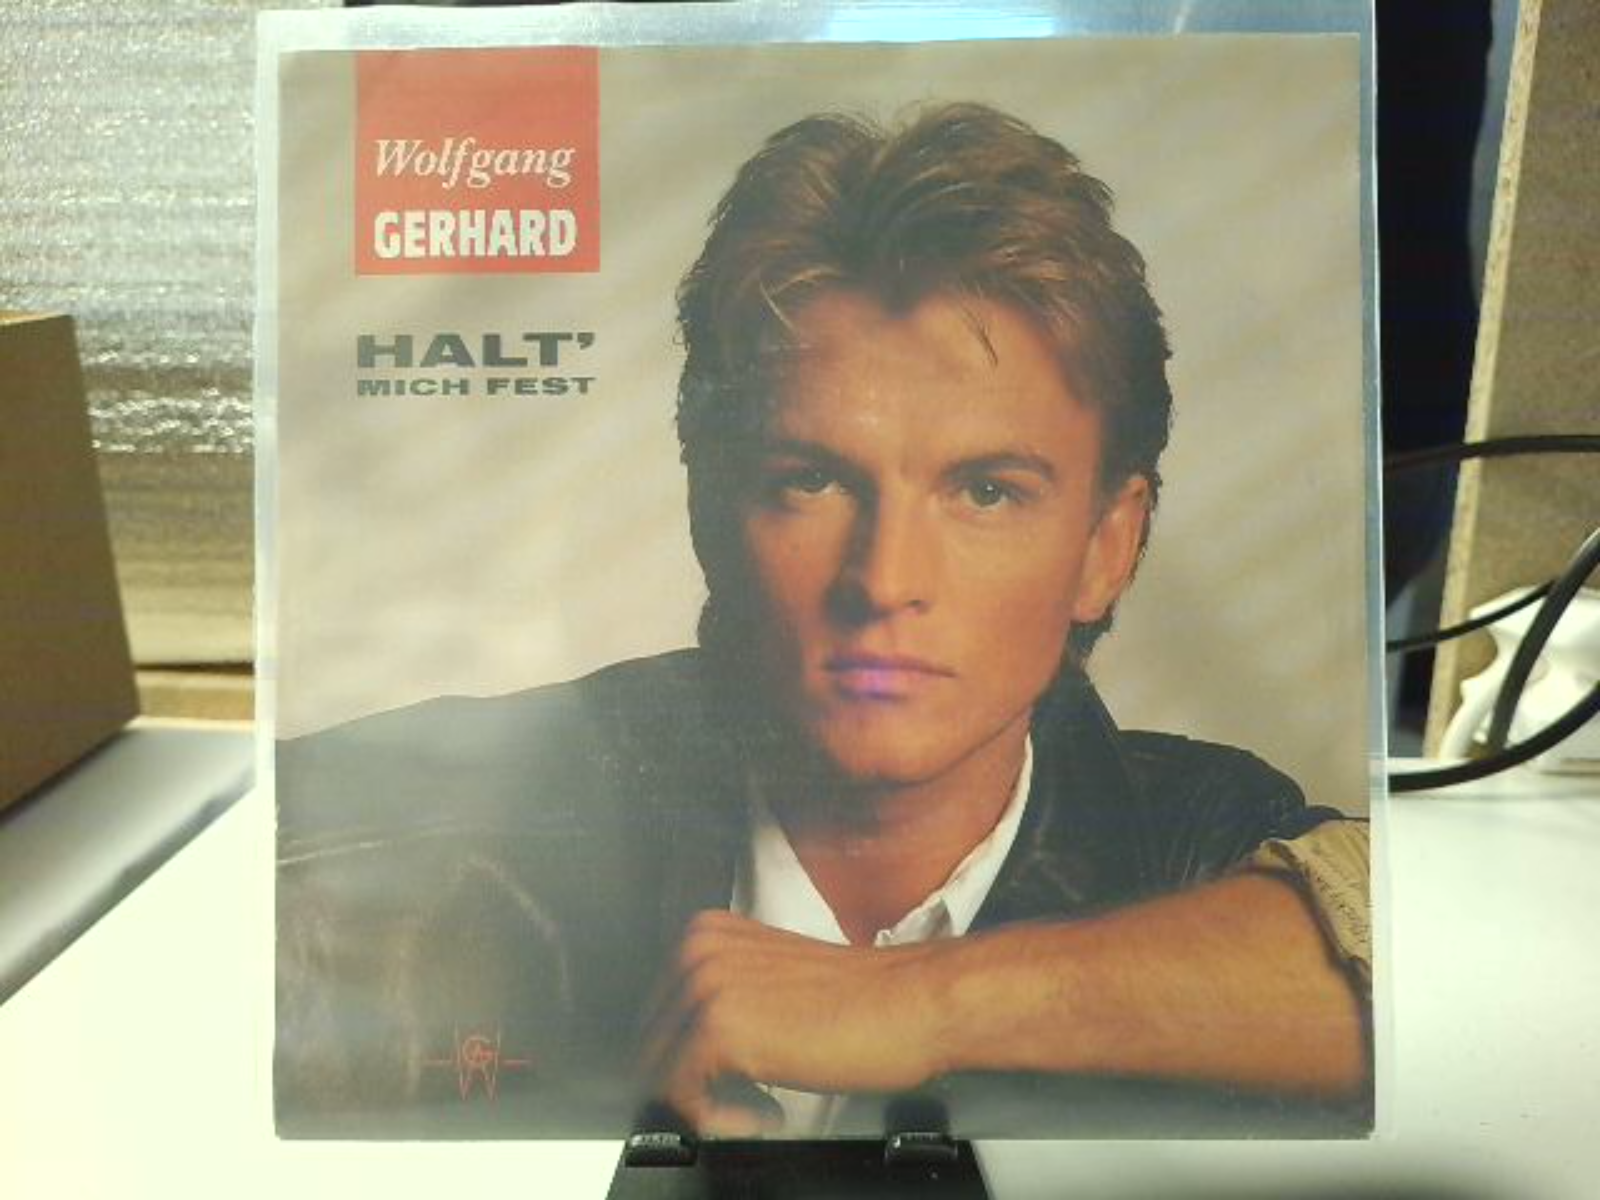 Wolfgang
GERHARD
HALT'
MICH FEST